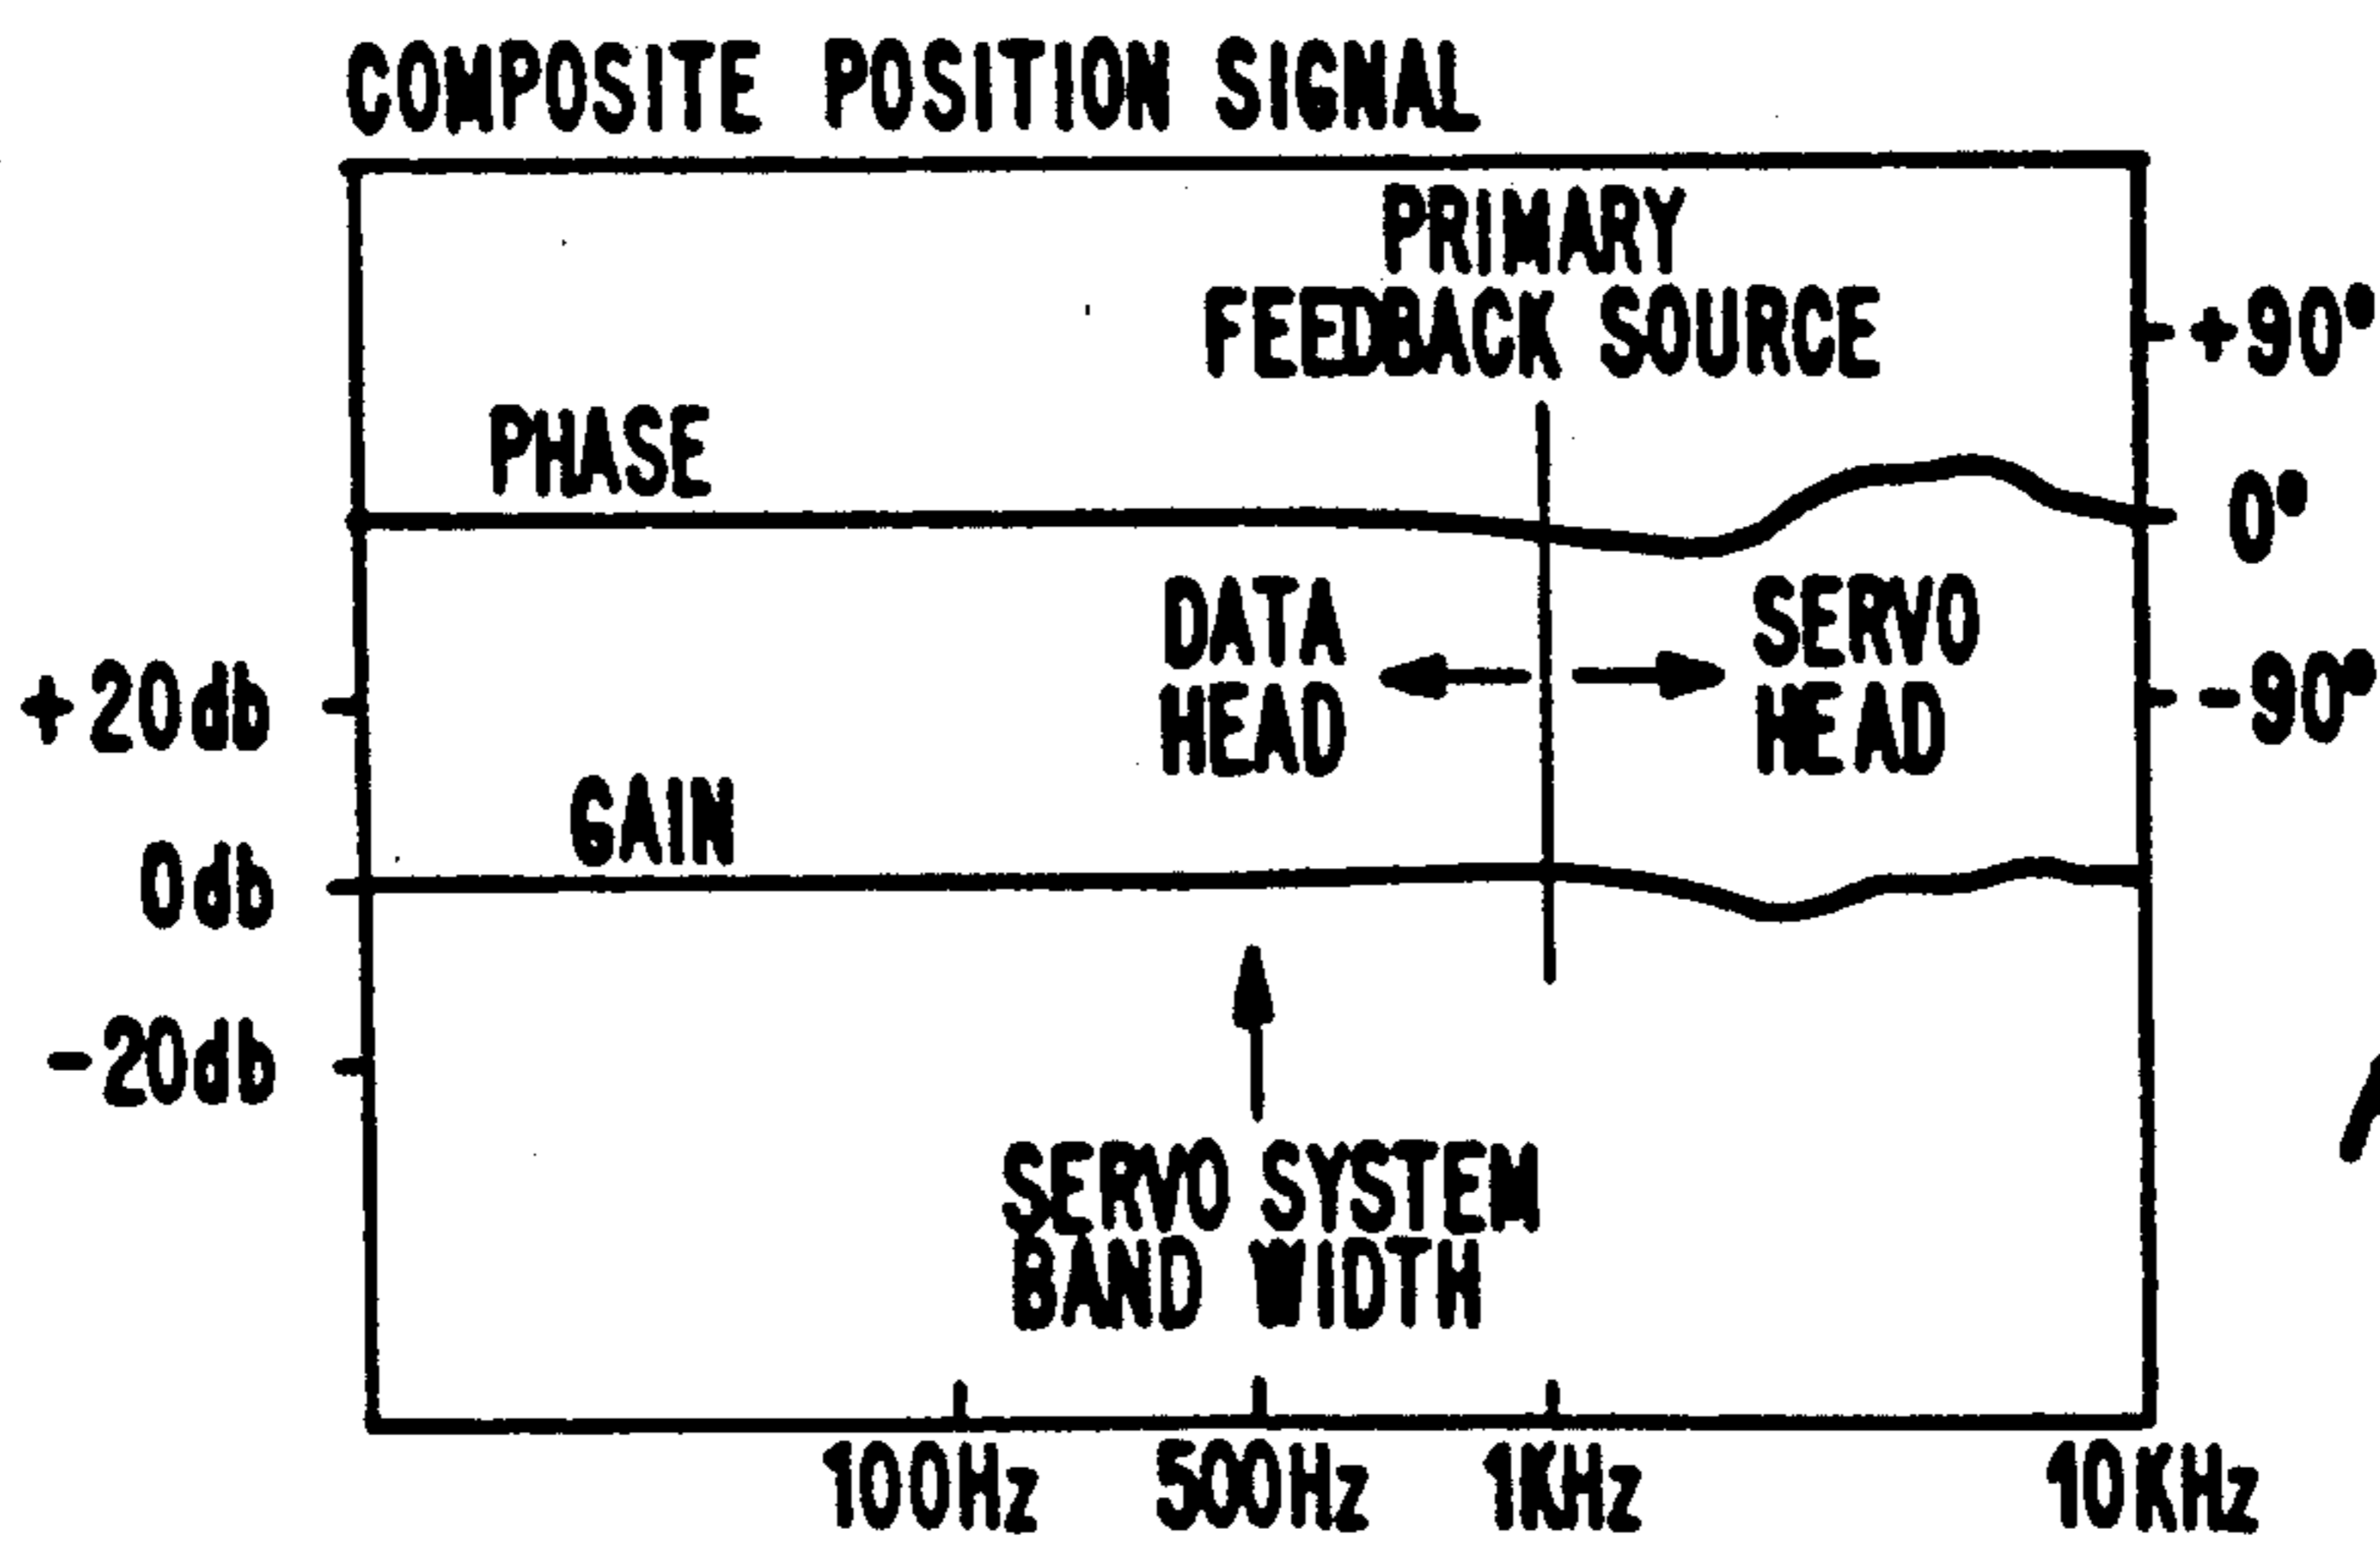 COMPOSITE POSITION SIGNAL
PRIMARY
FEEDBACK SOURCE
+90°
PHASE
0°
DATA
HEAD
SERVO
HEAD
+20db
-90°
GAIN
0db
-20db
SERVO SYSTEM
BAND WIDTH
100Hz 500Hz 1KHz 10KHz